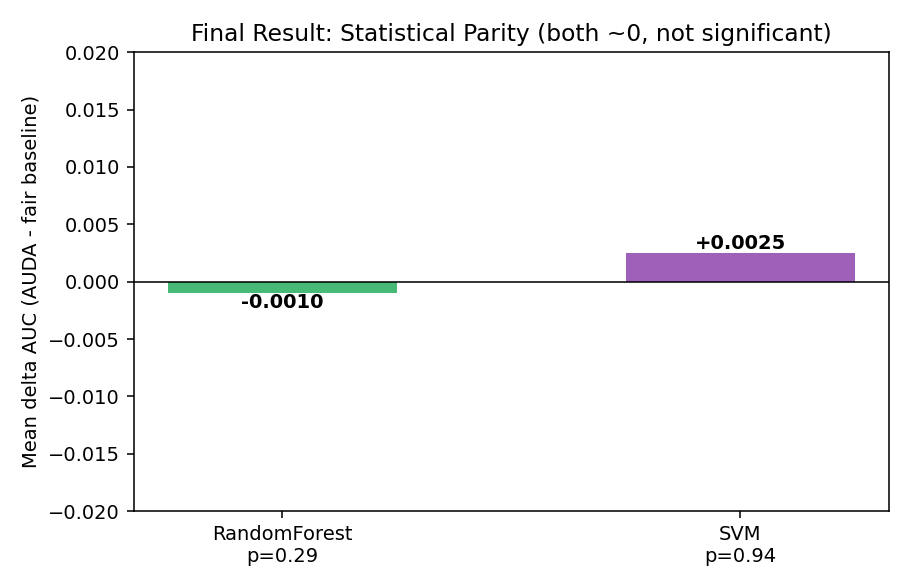 Final Result: Statistical Parity (both ~0, not significant)
Mean delta AUC (AUDA - fair baseline)
0.020
0.015
0.010
0.005
0.000
−0.005
−0.010
−0.015
−0.020
-0.0010
+0.0025
RandomForest
p=0.29
SVM
p=0.94